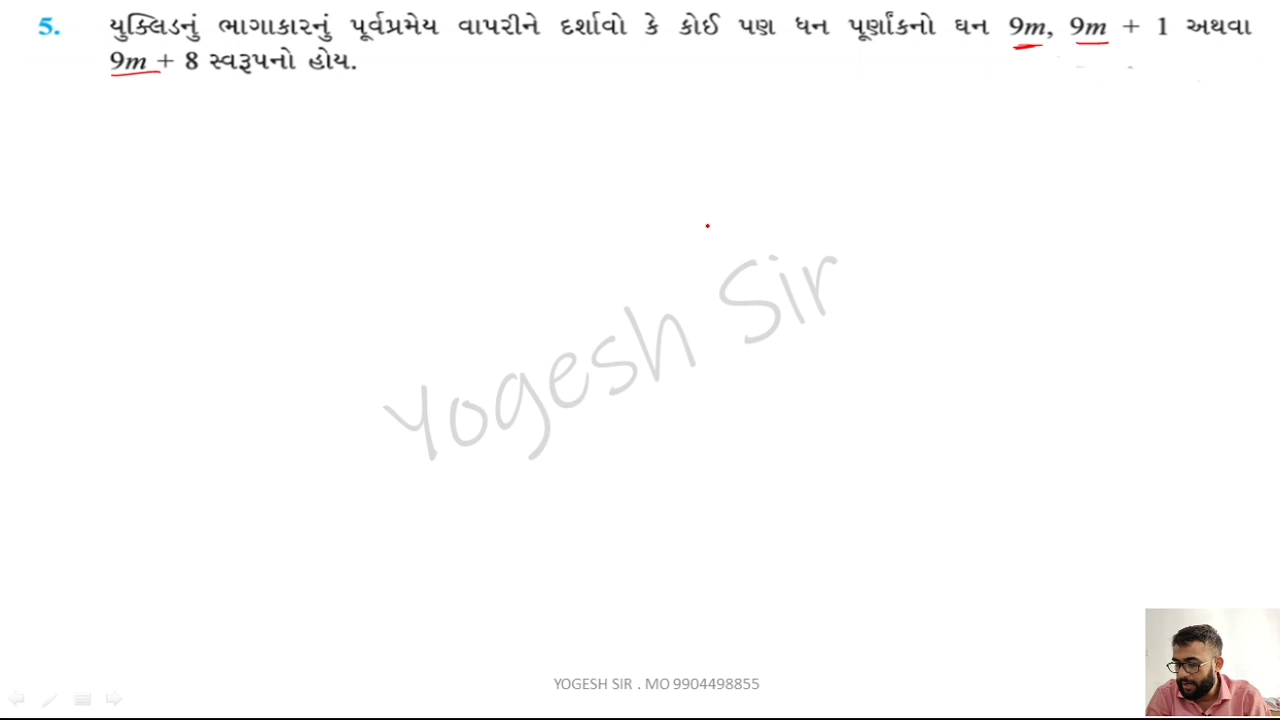 5. યુક્લિડનું ભાગાકારનું પૂર્વપ્રમેય વાપરીને દર્શાવો કે કોઈ પણ ધન પૂર્ણાંકનો ઘન 9m, 9m + 1 અથવા
9m + 8 સ્વરૂપનો હોય.
Yogesh Sir
YOGESH SIR . MO 9904498855